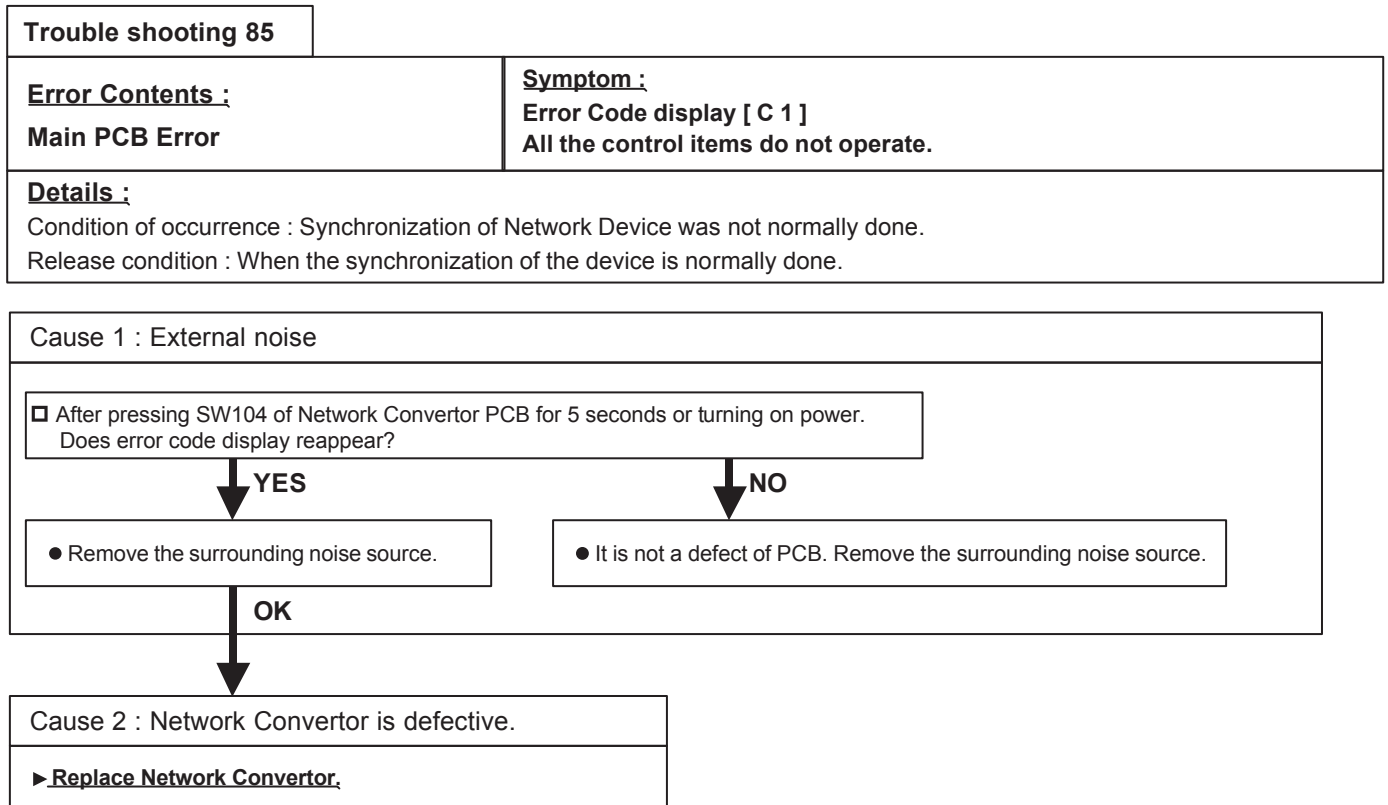 Trouble shooting 85
Error Contents :
Main PCB Error
Symptom :
Error Code display [ C 1 ]
All the control items do not operate.
Details :
Condition of occurrence : Synchronization of Network Device was not normally done.
Release condition : When the synchronization of the device is normally done.
Cause 1 : External noise
After pressing SW104 of Network Convertor PCB for 5 seconds or turning on power.
Does error code display reappear?
YES
NO
● Remove the surrounding noise source.
● It is not a defect of PCB. Remove the surrounding noise source.
OK
Cause 2 : Network Convertor is defective.
►Replace Network Convertor.